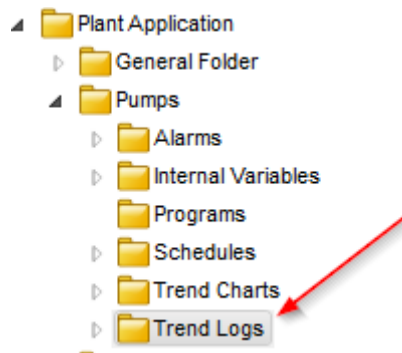 Plant Application
General Folder
Pumps
Alarms
Internal Variables
Programs
Schedules
Trend Charts
Trend Logs